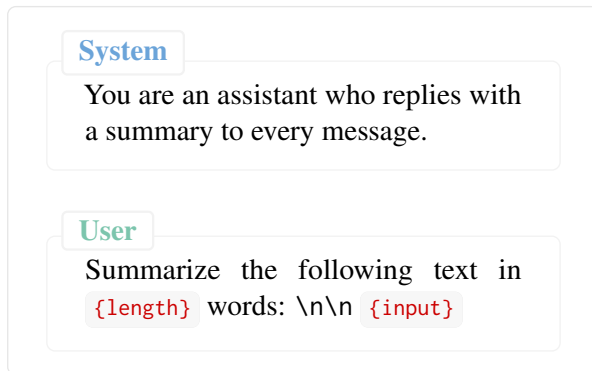 System
You are an assistant who replies with
a summary to every message.
User
Summarize the following text in
{length} words: \n\n {input}